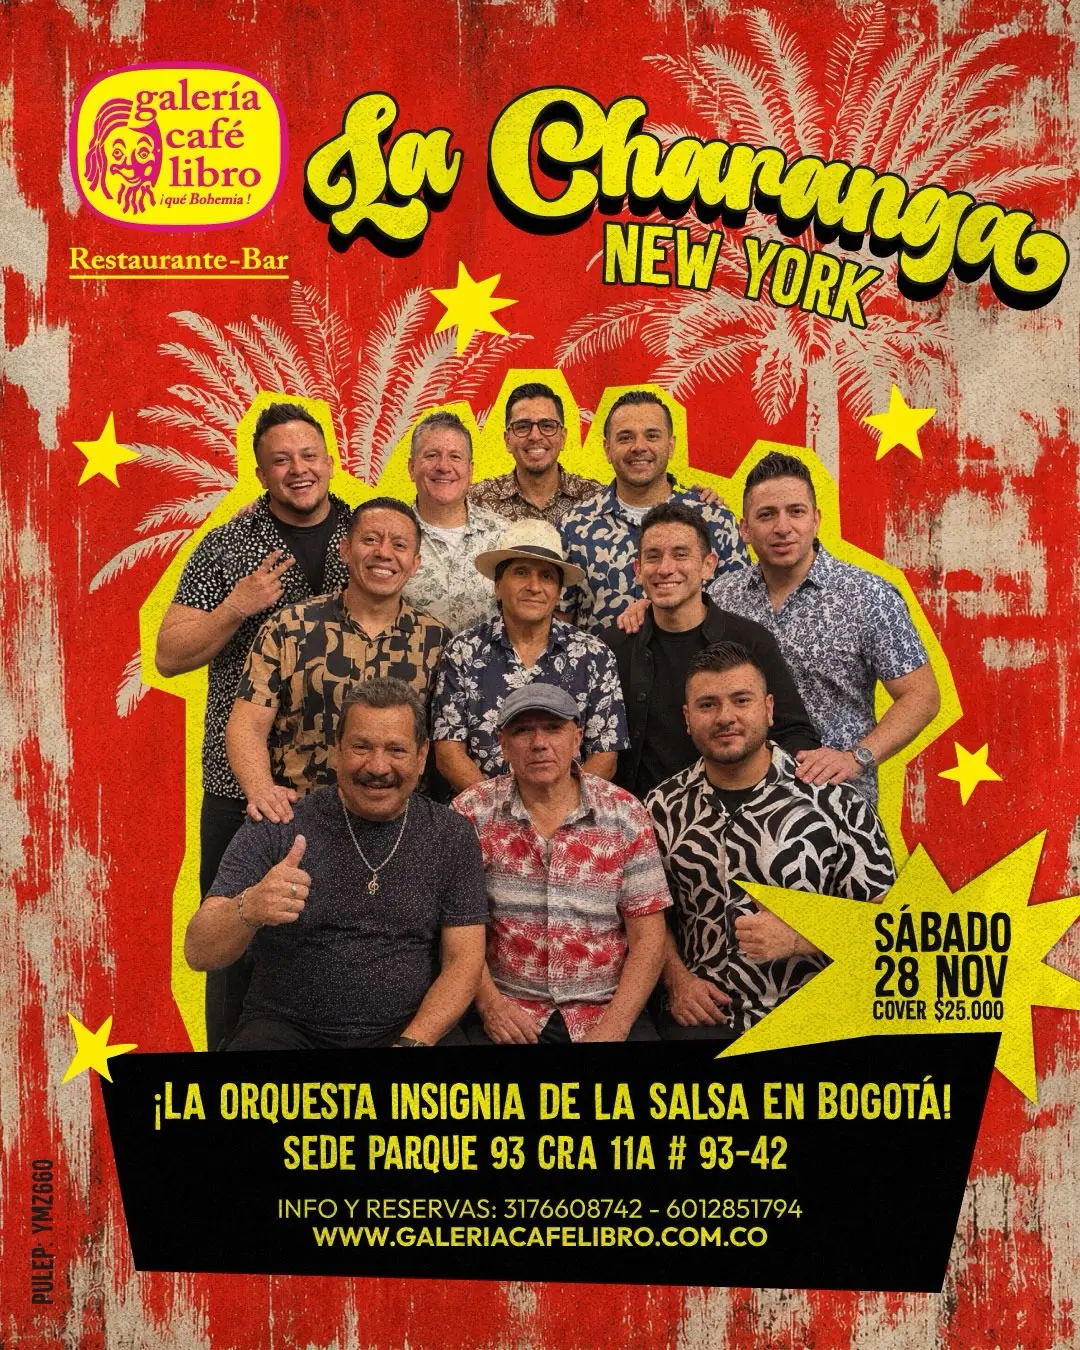 galería
café
libro
¡qué Bohemia!
Restaurante-Bar
La Charanga
NEW YORK
SÁBADO
28 NOV
COVER $25.000
¡LA ORQUESTA INSIGNIA DE LA SALSA EN BOGOTÁ!
SEDE PARQUE 93 CRA 11A # 93-42
INFO Y RESERVAS: 3176608742 - 6012851794
WWW.GALERIACAFELIBRO.COM.CO
PULEP: YMZ660